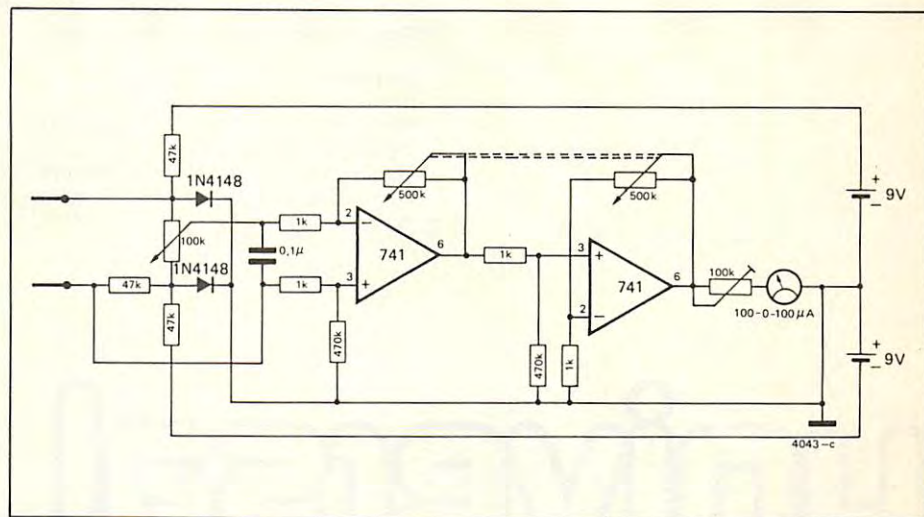 47k
1N4148
100k
1N4148
47k
47k
0,1µ
1k
1k
2
3
741
6
500k
470k
1k
3
2
741
6
500k
470k
1k
100k
100-0-100µA
+
9V
−
+
9V
−
4043-c
−
+
+
−